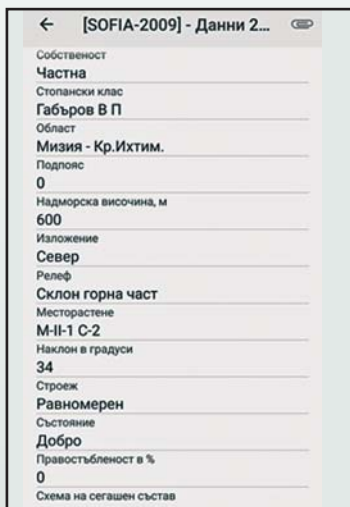 [SOFIA-2009] - Данни 2...
Собственост
Частна
Стопански клас
Габъров В П
Област
Мизия - Кр.Ихтим.
Подпояс
0
Надморска височина, м
600
Изложение
Север
Релеф
Склон горна част
Месторастене
М-II-1 С-2
Наклон в градуси
34
Строеж
Равномерен
Състояние
Добро
Правостъбленост в %
0
Схема на сегашен състав